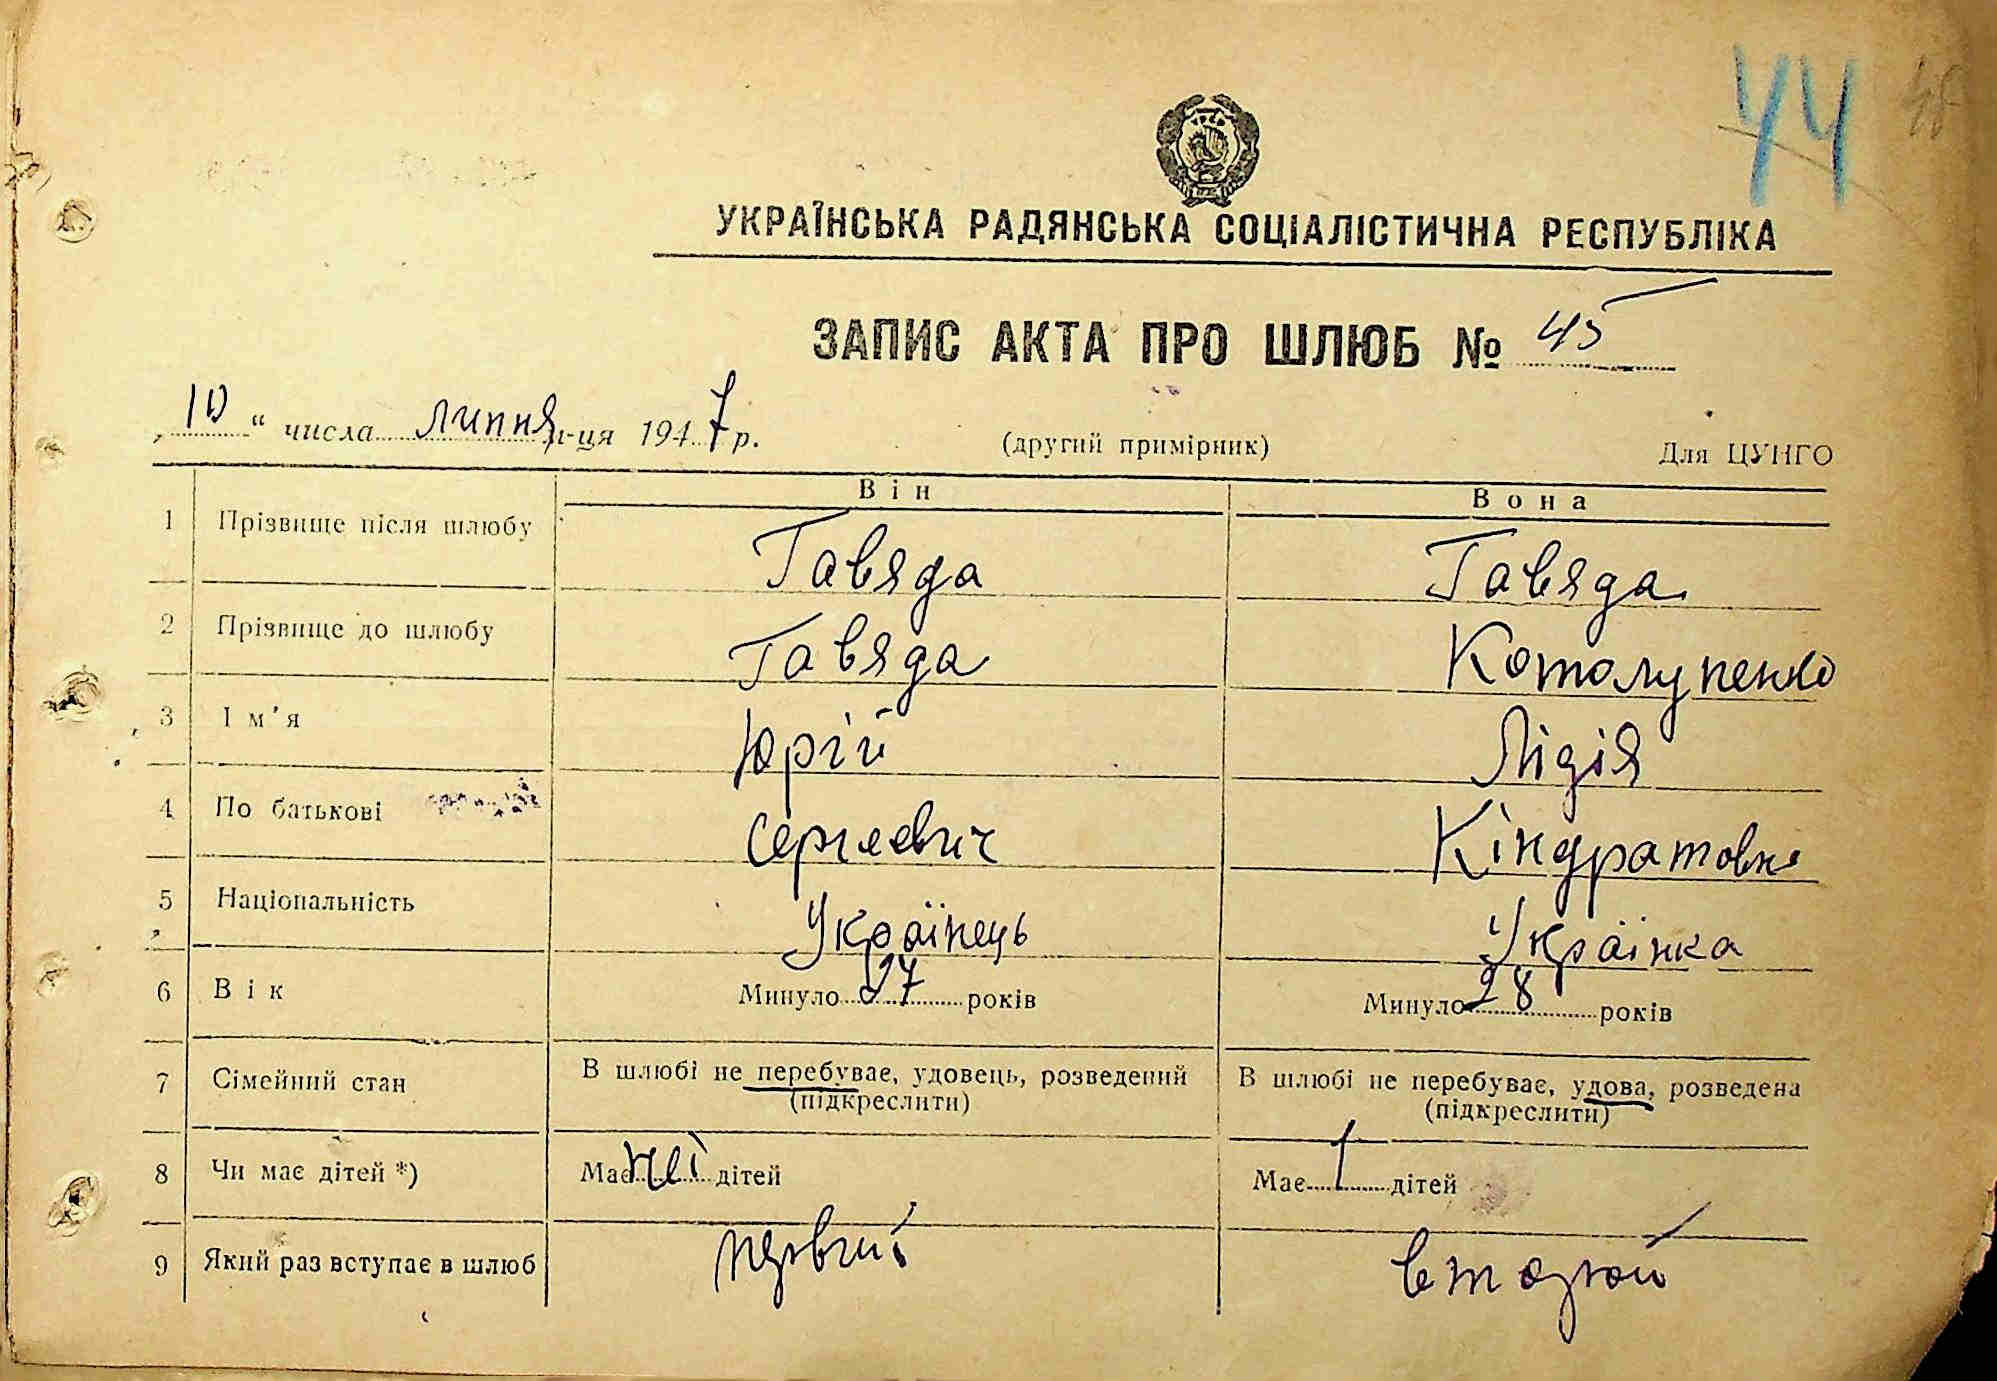 44 45
УКРАЇНСЬКА РАДЯНСЬКА СОЦІАЛІСТИЧНА РЕСПУБЛІКА
ЗАПИС АКТА ПРО ШЛЮБ № 45
„ 10 “ числа липня м-ця 1947 р. (другий примірник) Для ЦУНГО
Він Вона
1 Прізвище після шлюбу Гавяда Гавяда
2 Прізвище до шлюбу Гавяда Котолупенко
3 Ім'я Юрій Лідія
4 По батькові Сергіевич Кіндратовна
5 Національність Українець Українка
6 Вік Минуло 27 років Минуло 28 років
7 Сімейний стан В шлюбі не перебуває, удовець, розведений (підкреслити) В шлюбі не перебуває, удова, розведена (підкреслити)
8 Чи має дітей *) Має ні дітей Має 1 дітей
9 Який раз вступає в шлюб первий второй